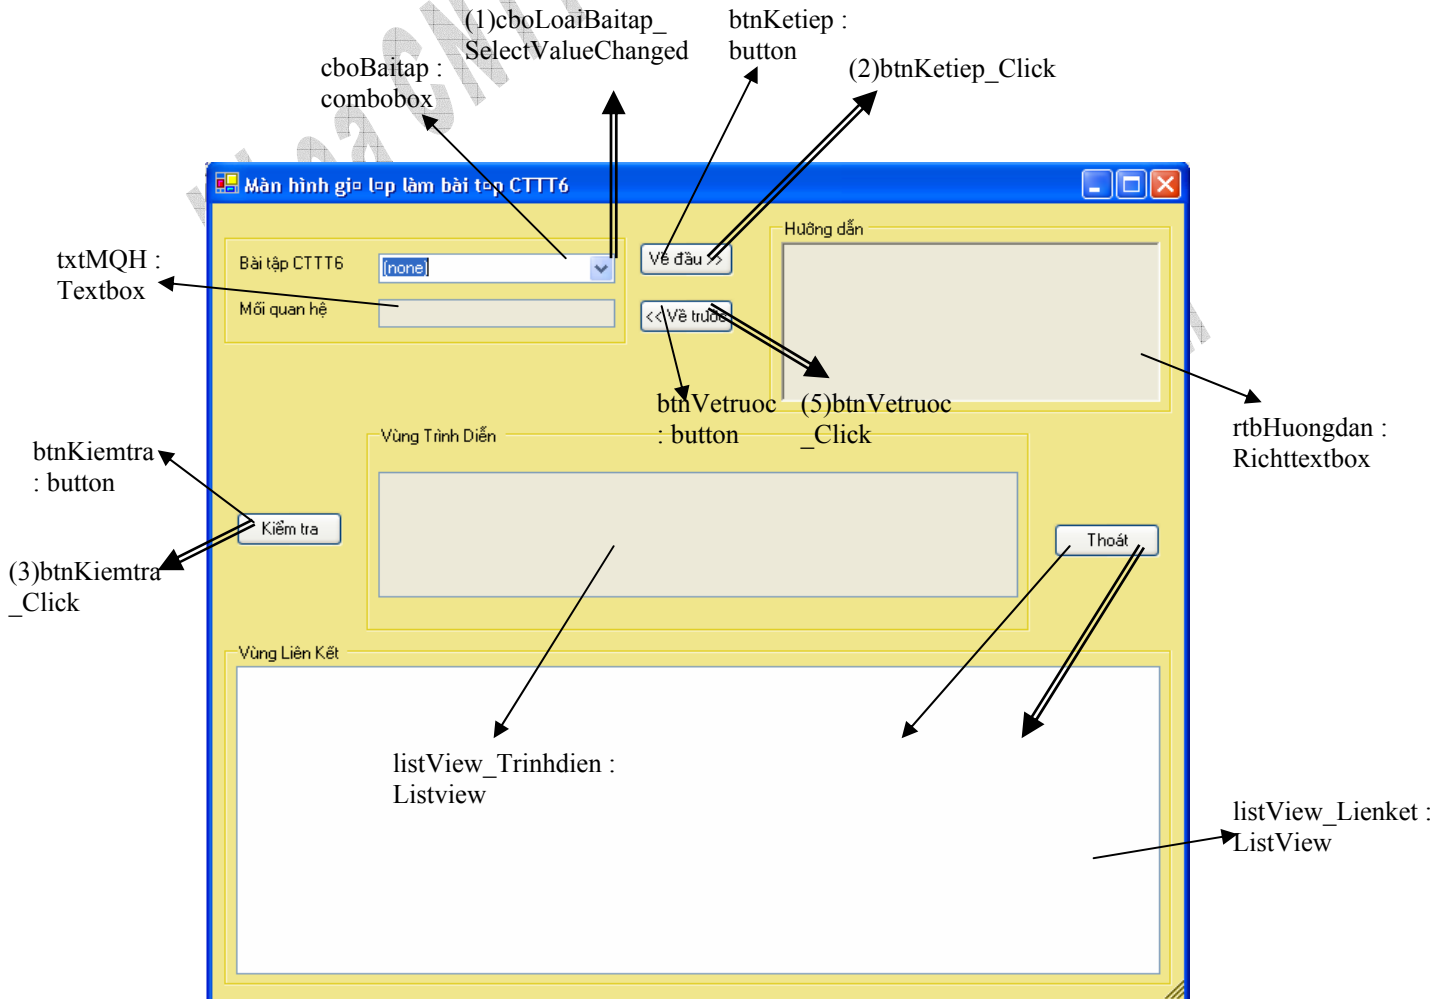 (1)cboLoaiBaitap_
SelectValueChanged
btnKetiep :
button
cboBaitap :
combobox
(2)btnKetiep_Click
Khoa CNT
Màn hình giả lập làm bài tập CTTT6
txtMQH :
Textbox
Bài tập CTTT6
(none)
Mối quan hệ
Về đầu >>
<< Về trước
Hướng dẫn
btnVetruoc
: button
(5)btnVetruoc
_Click
rtbHuongdan :
Richttextbox
btnKiemtra
: button
Vùng Trình Diễn
Kiểm tra
Thoát
(3)btnKiemtra
_Click
Vùng Liên Kết
listView_Trinhdien :
Listview
listView_Lienket :
ListView